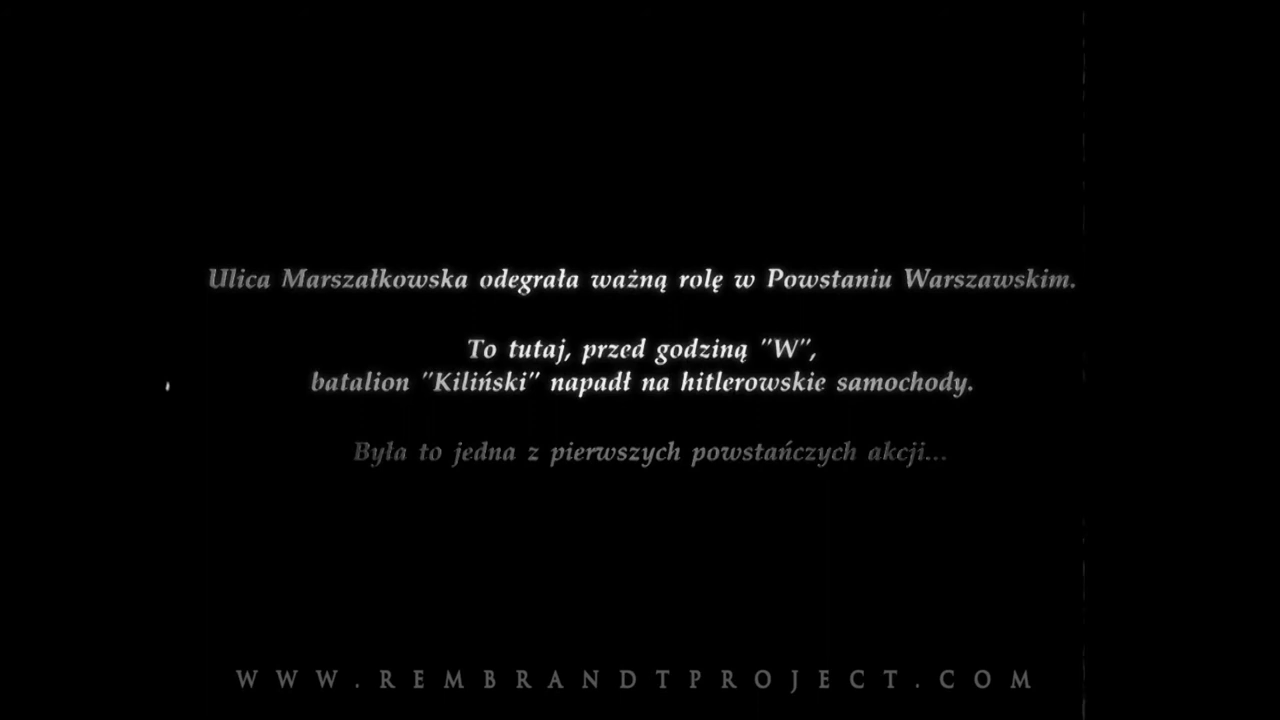 Ulica Marszałkowska odegrała ważną rolę w Powstaniu Warszawskim.
To tutaj, przed godziną "W",
batalion "Kiliński" napadł na hitlerowskie samochody.
Była to jedna z pierwszych powstańczych akcji...
WWW.REMBRANDTPROJECT.COM